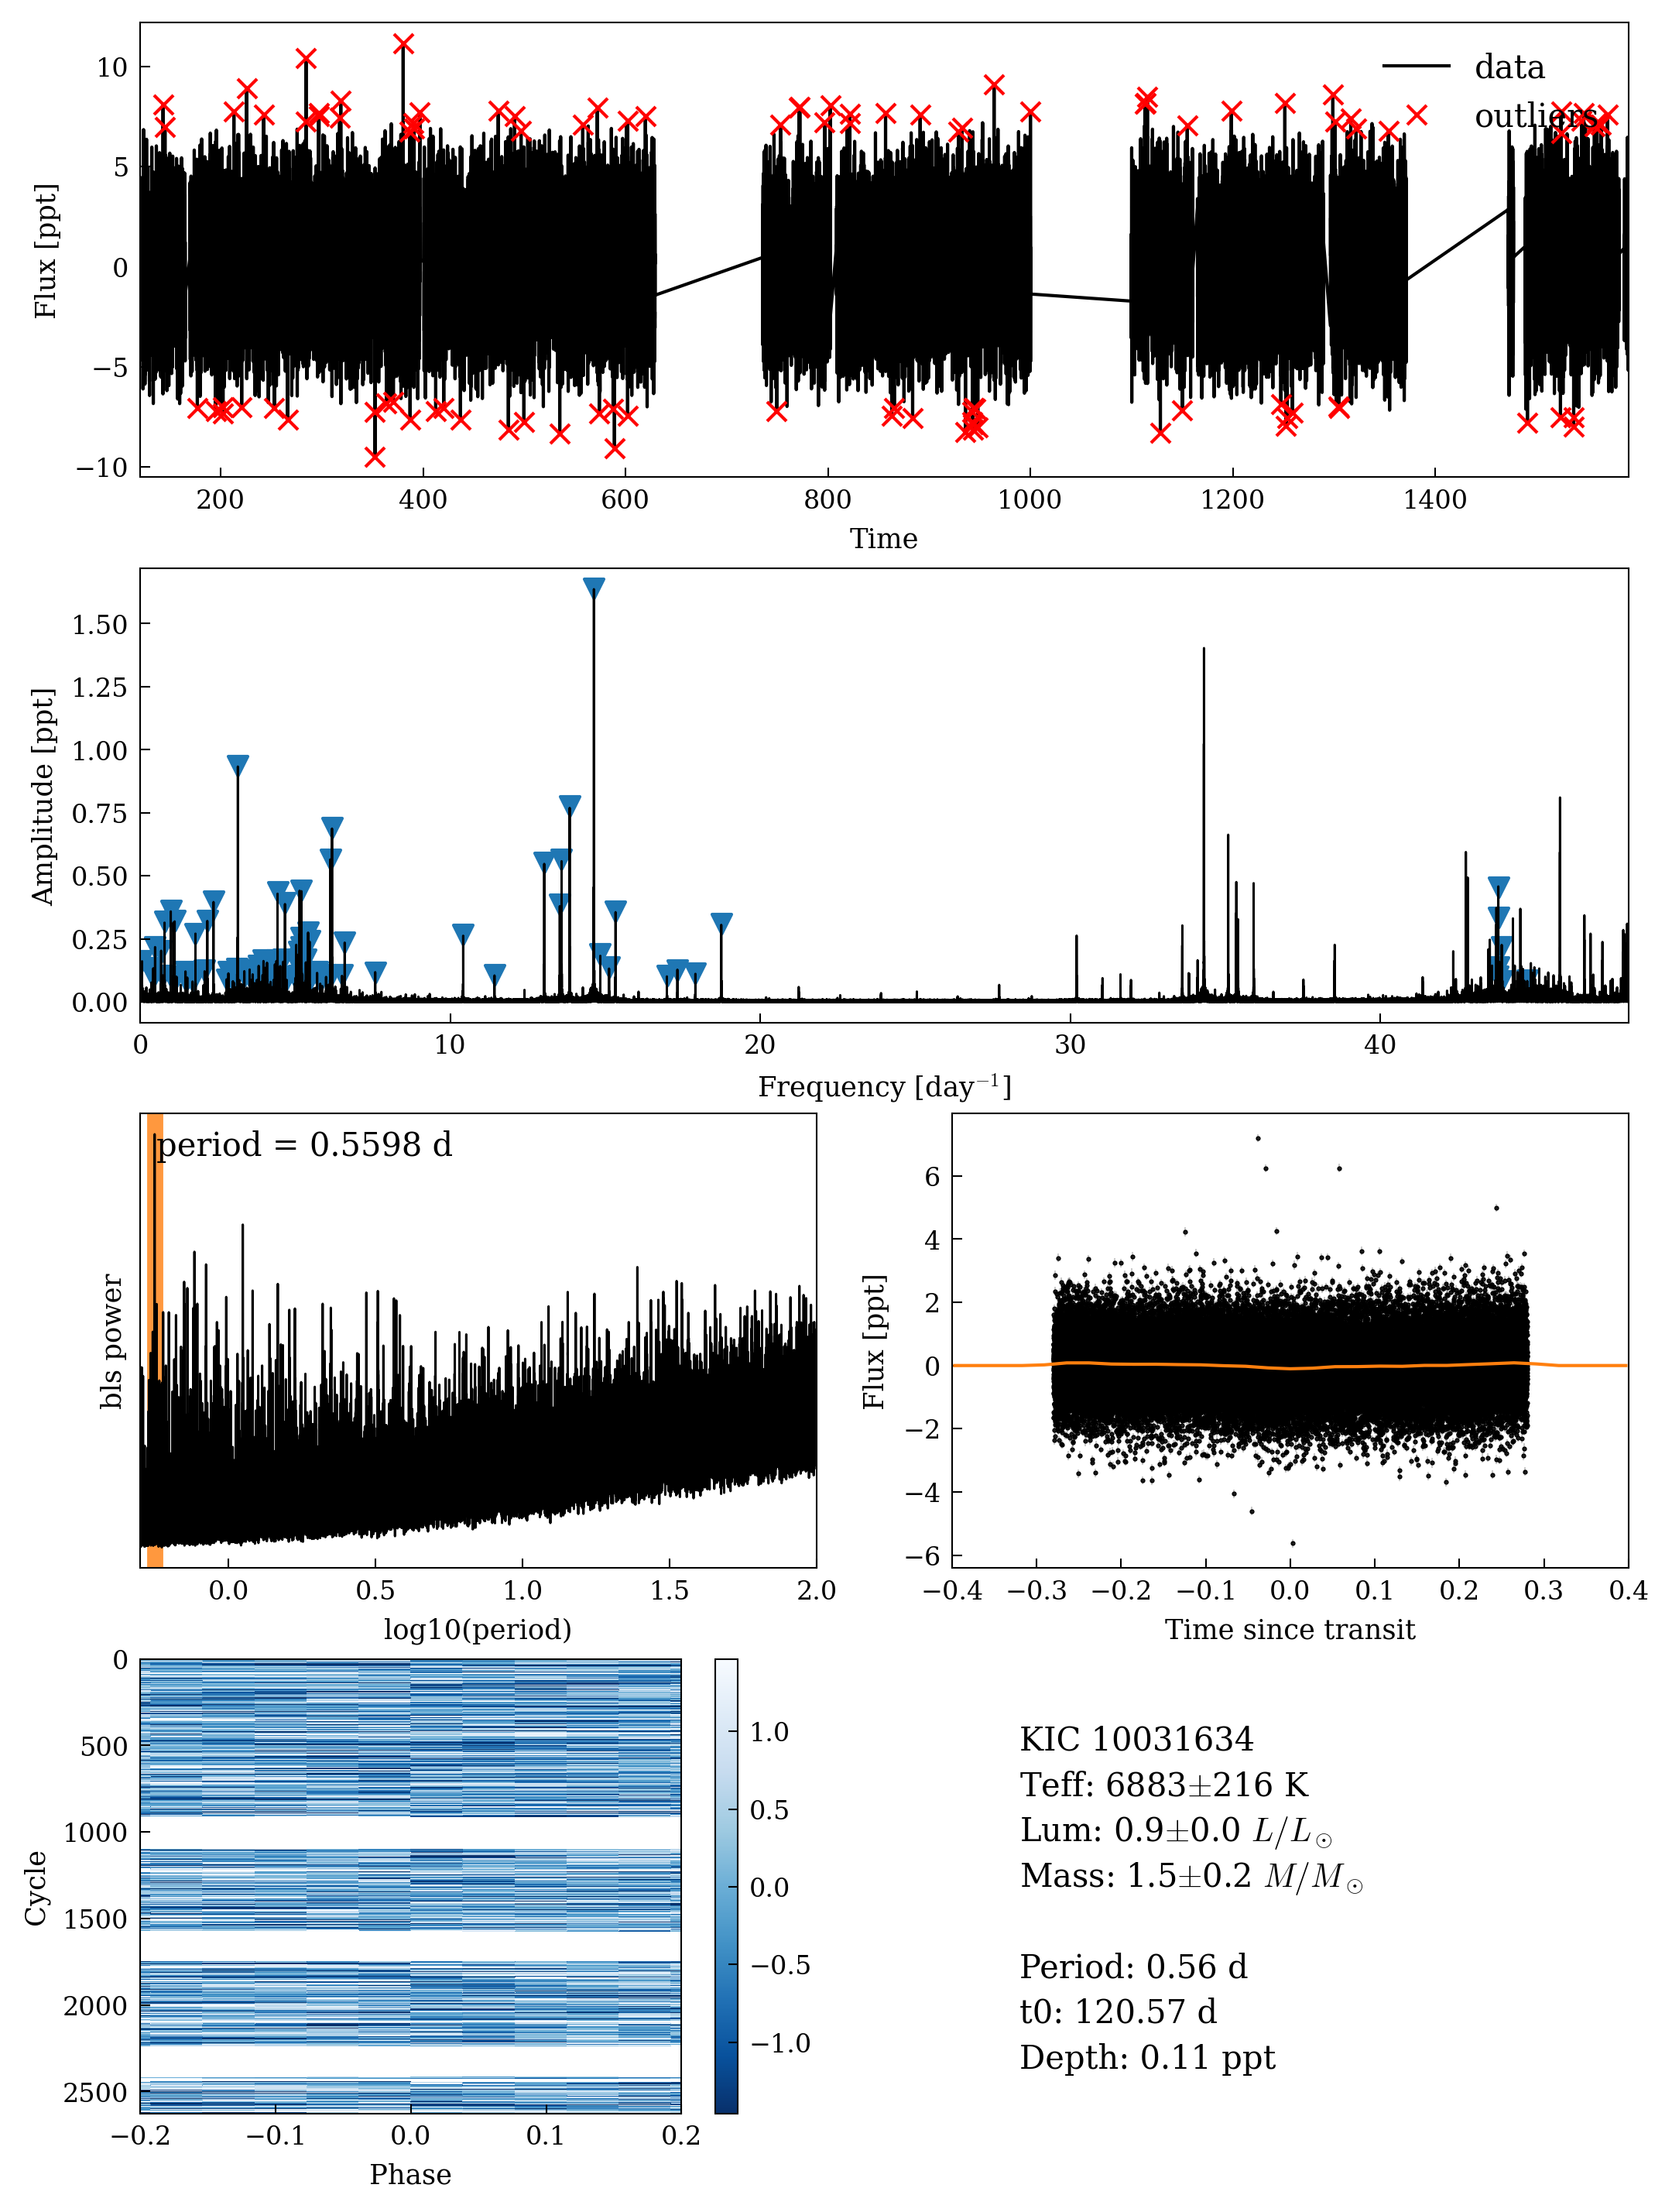 10
5
0
−5
−10
Flux [ppt]
data
outliers
200 400 600 800 1000 1200 1400
Time
1.50
1.25
1.00
0.75
0.50
0.25
0.00
Amplitude [ppt]
0 10 20 30 40
Frequency [day⁻¹]
period = 0.5598 d
bls power
0.0 0.5 1.0 1.5 2.0
log10(period)
6
4
2
0
−2
−4
−6
Flux [ppt]
−0.4 −0.3 −0.2 −0.1 0.0 0.1 0.2 0.3 0.4
Time since transit
0
500
1000
1500
2000
2500
Cycle
−0.2 −0.1 0.0 0.1 0.2
Phase
1.0
0.5
0.0
−0.5
−1.0
KIC 10031634
Teff: 6883±216 K
Lum: 0.9±0.0 L/L⊙
Mass: 1.5±0.2 M/M⊙
Period: 0.56 d
t0: 120.57 d
Depth: 0.11 ppt